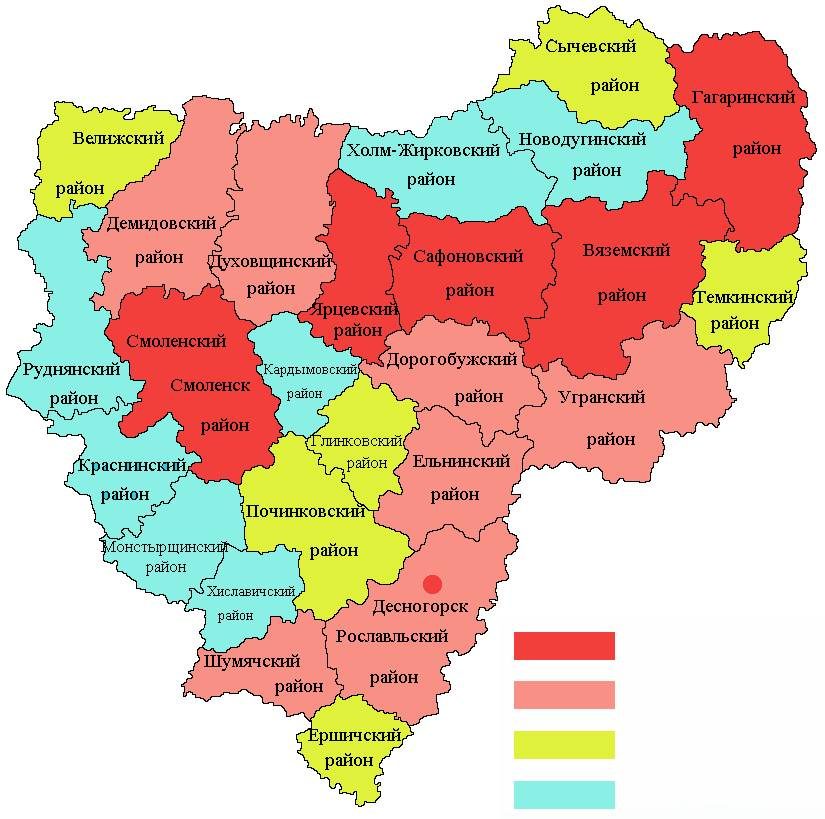 Сычевский
район
Гагаринский
район
Велижский
район
Холм-Жирковский
район
Новодугинский
район
Демидовский
район
Духовщинский
район
Сафоновский
район
Вяземский
район
Темкинский
район
Ярцевский
район
Смоленский
Смоленск
район
Руднянский
район
Кардымовский
район
Дорогобужский
район
Угранский
район
Глинковский
район
Ельнинский
район
Краснинский
район
Починковский
район
Монстырщинский
район
Хиславичский
район
Десногорск
Рославльский
район
Шумячский
район
Ершичский
район